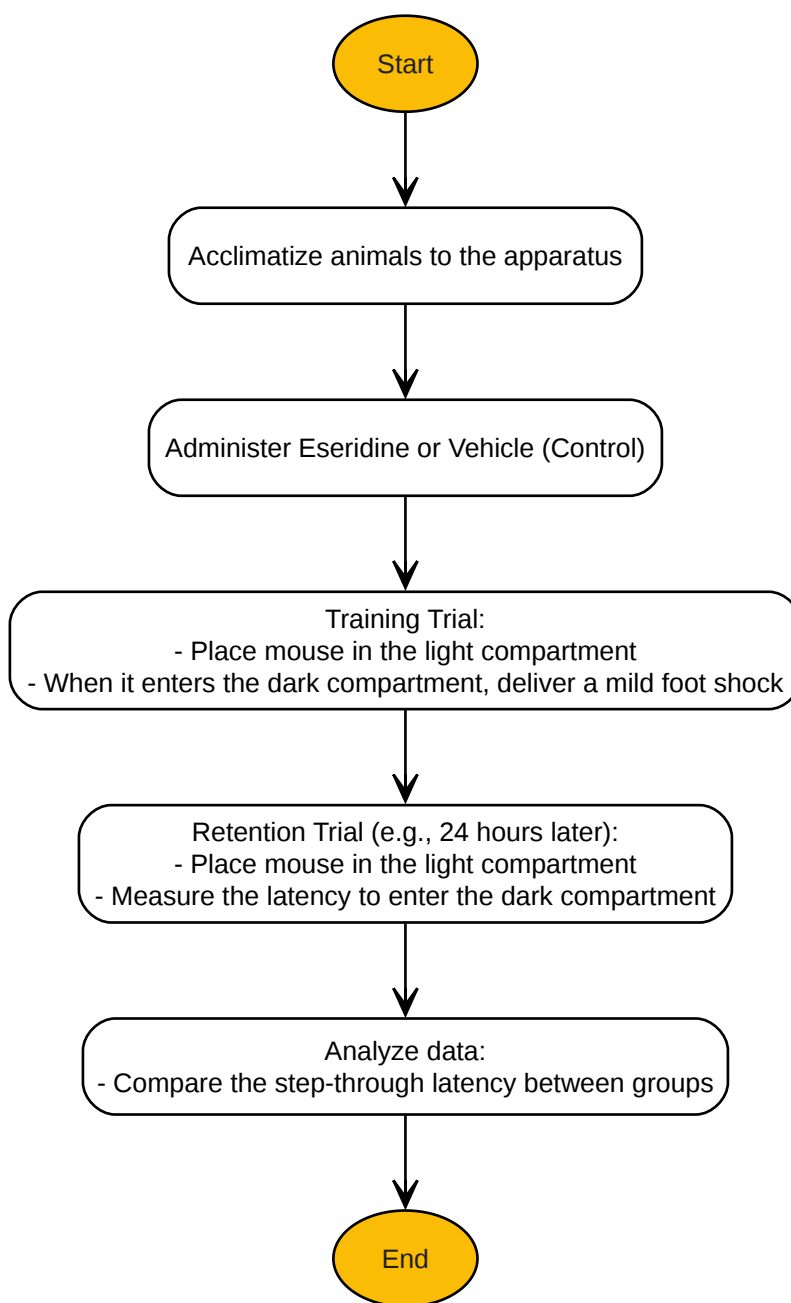 Start
Acclimatize animals to the apparatus
Administer Eseridine or Vehicle (Control)
Training Trial:
- Place mouse in the light compartment
- When it enters the dark compartment, deliver a mild foot shock
Retention Trial (e.g., 24 hours later):
- Place mouse in the light compartment
- Measure the latency to enter the dark compartment
Analyze data:
- Compare the step-through latency between groups
End